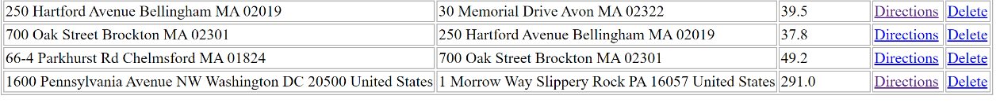 250 Hartford Avenue Bellingham MA 02019 30 Memorial Drive Avon MA 02322 39.5 Directions Delete
700 Oak Street Brockton MA 02301 250 Hartford Avenue Bellingham MA 02019 37.8 Directions Delete
66-4 Parkhurst Rd Chelmsford MA 01824 700 Oak Street Brockton MA 02301 49.2 Directions Delete
1600 Pennsylvania Avenue NW Washington DC 20500 United States 1 Morrow Way Slippery Rock PA 16057 United States 291.0 Directions Delete